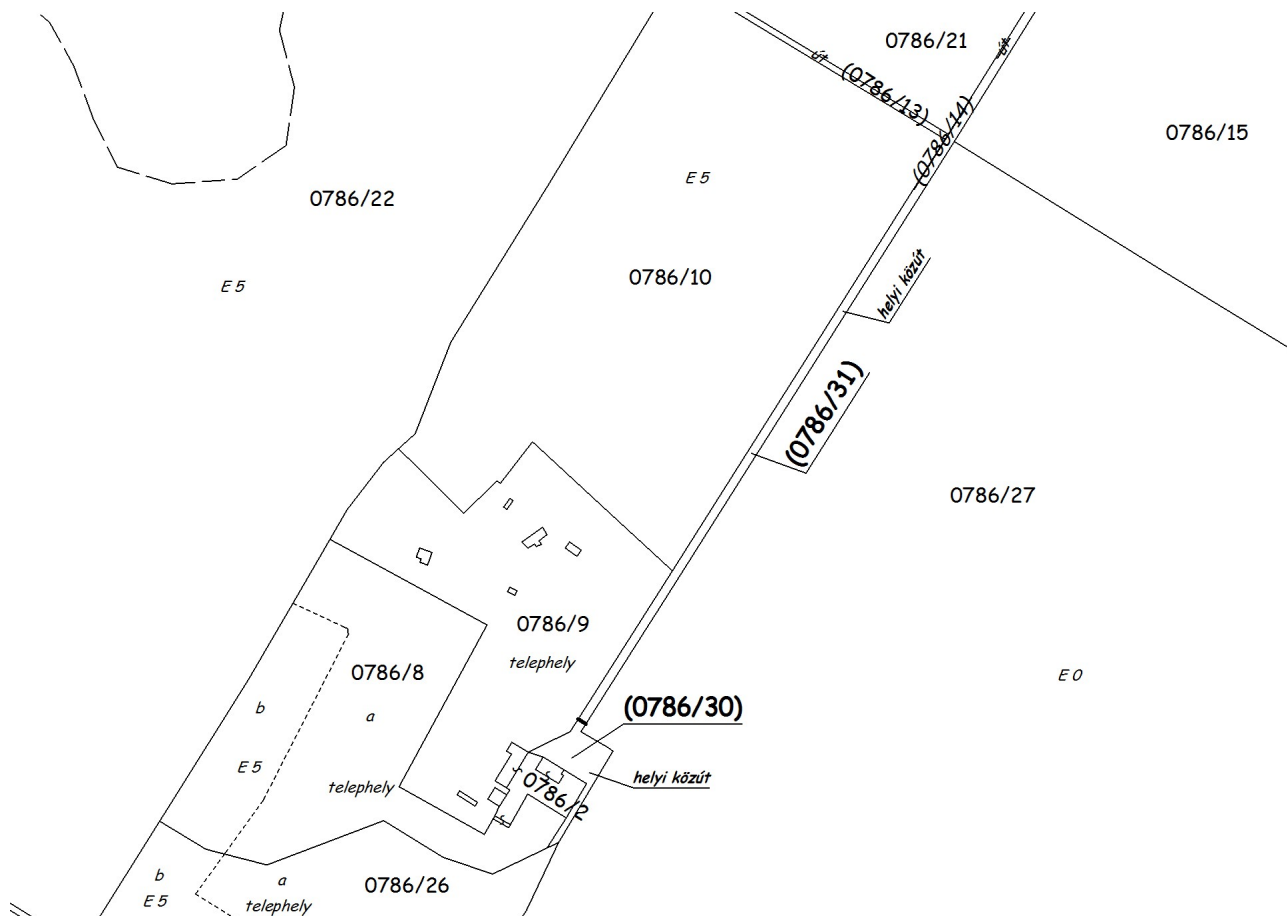 0786/21
út
út
(0786/13)
(0786/14)
0786/15
E 5
0786/22
0786/10
E 5
helyi közút
(0786/31)
0786/27
0786/9
telephely
0786/8
E 0
b
a
(0786/30)
E 5
telephely
helyi közút
0786/2
b
a
0786/26
E 5
telephely